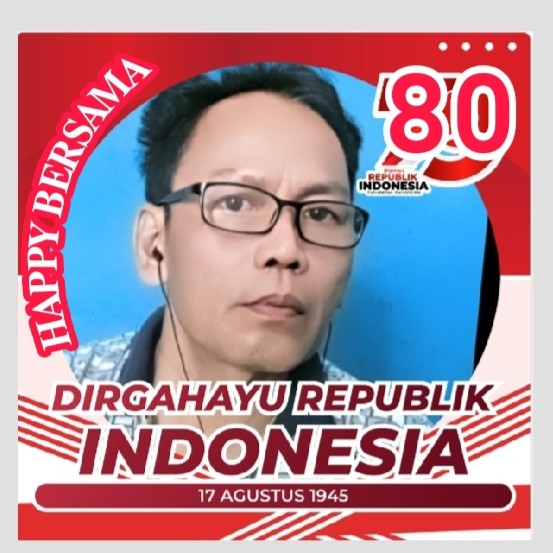 HAPPY BERSAMA
80
REPUBLIK
INDONESIA
DIRGAHAYU REPUBLIK
INDONESIA
17 AGUSTUS 1945